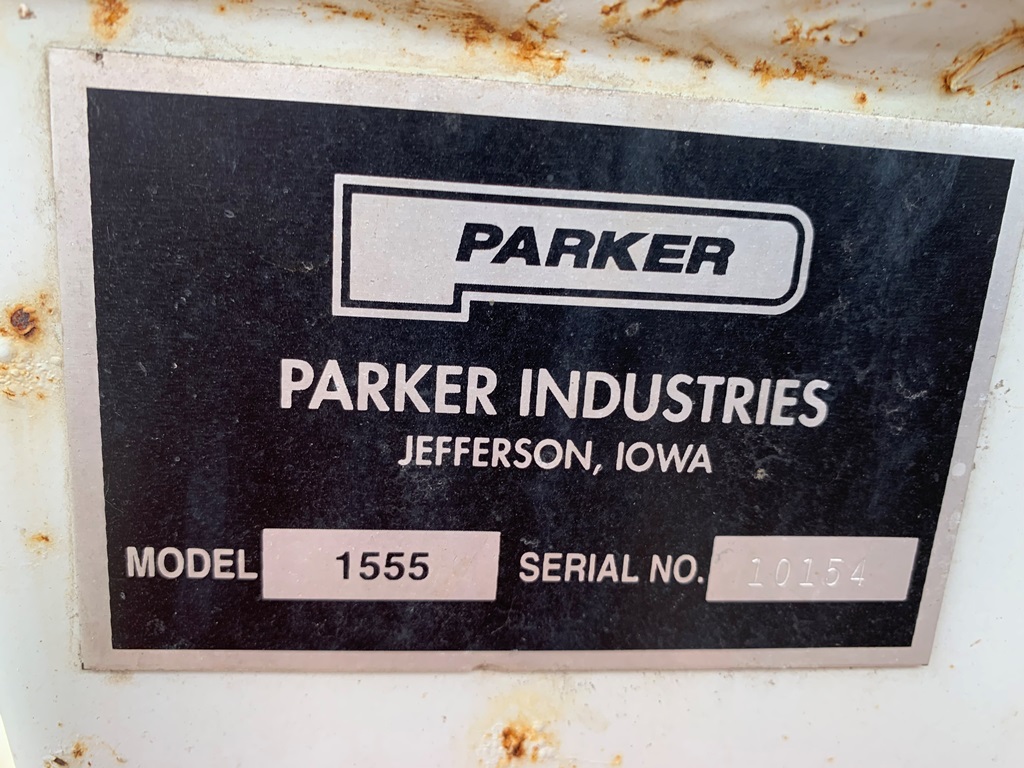 PARKER
PARKER INDUSTRIES
JEFFERSON, IOWA
MODEL 1555 SERIAL NO. 10154